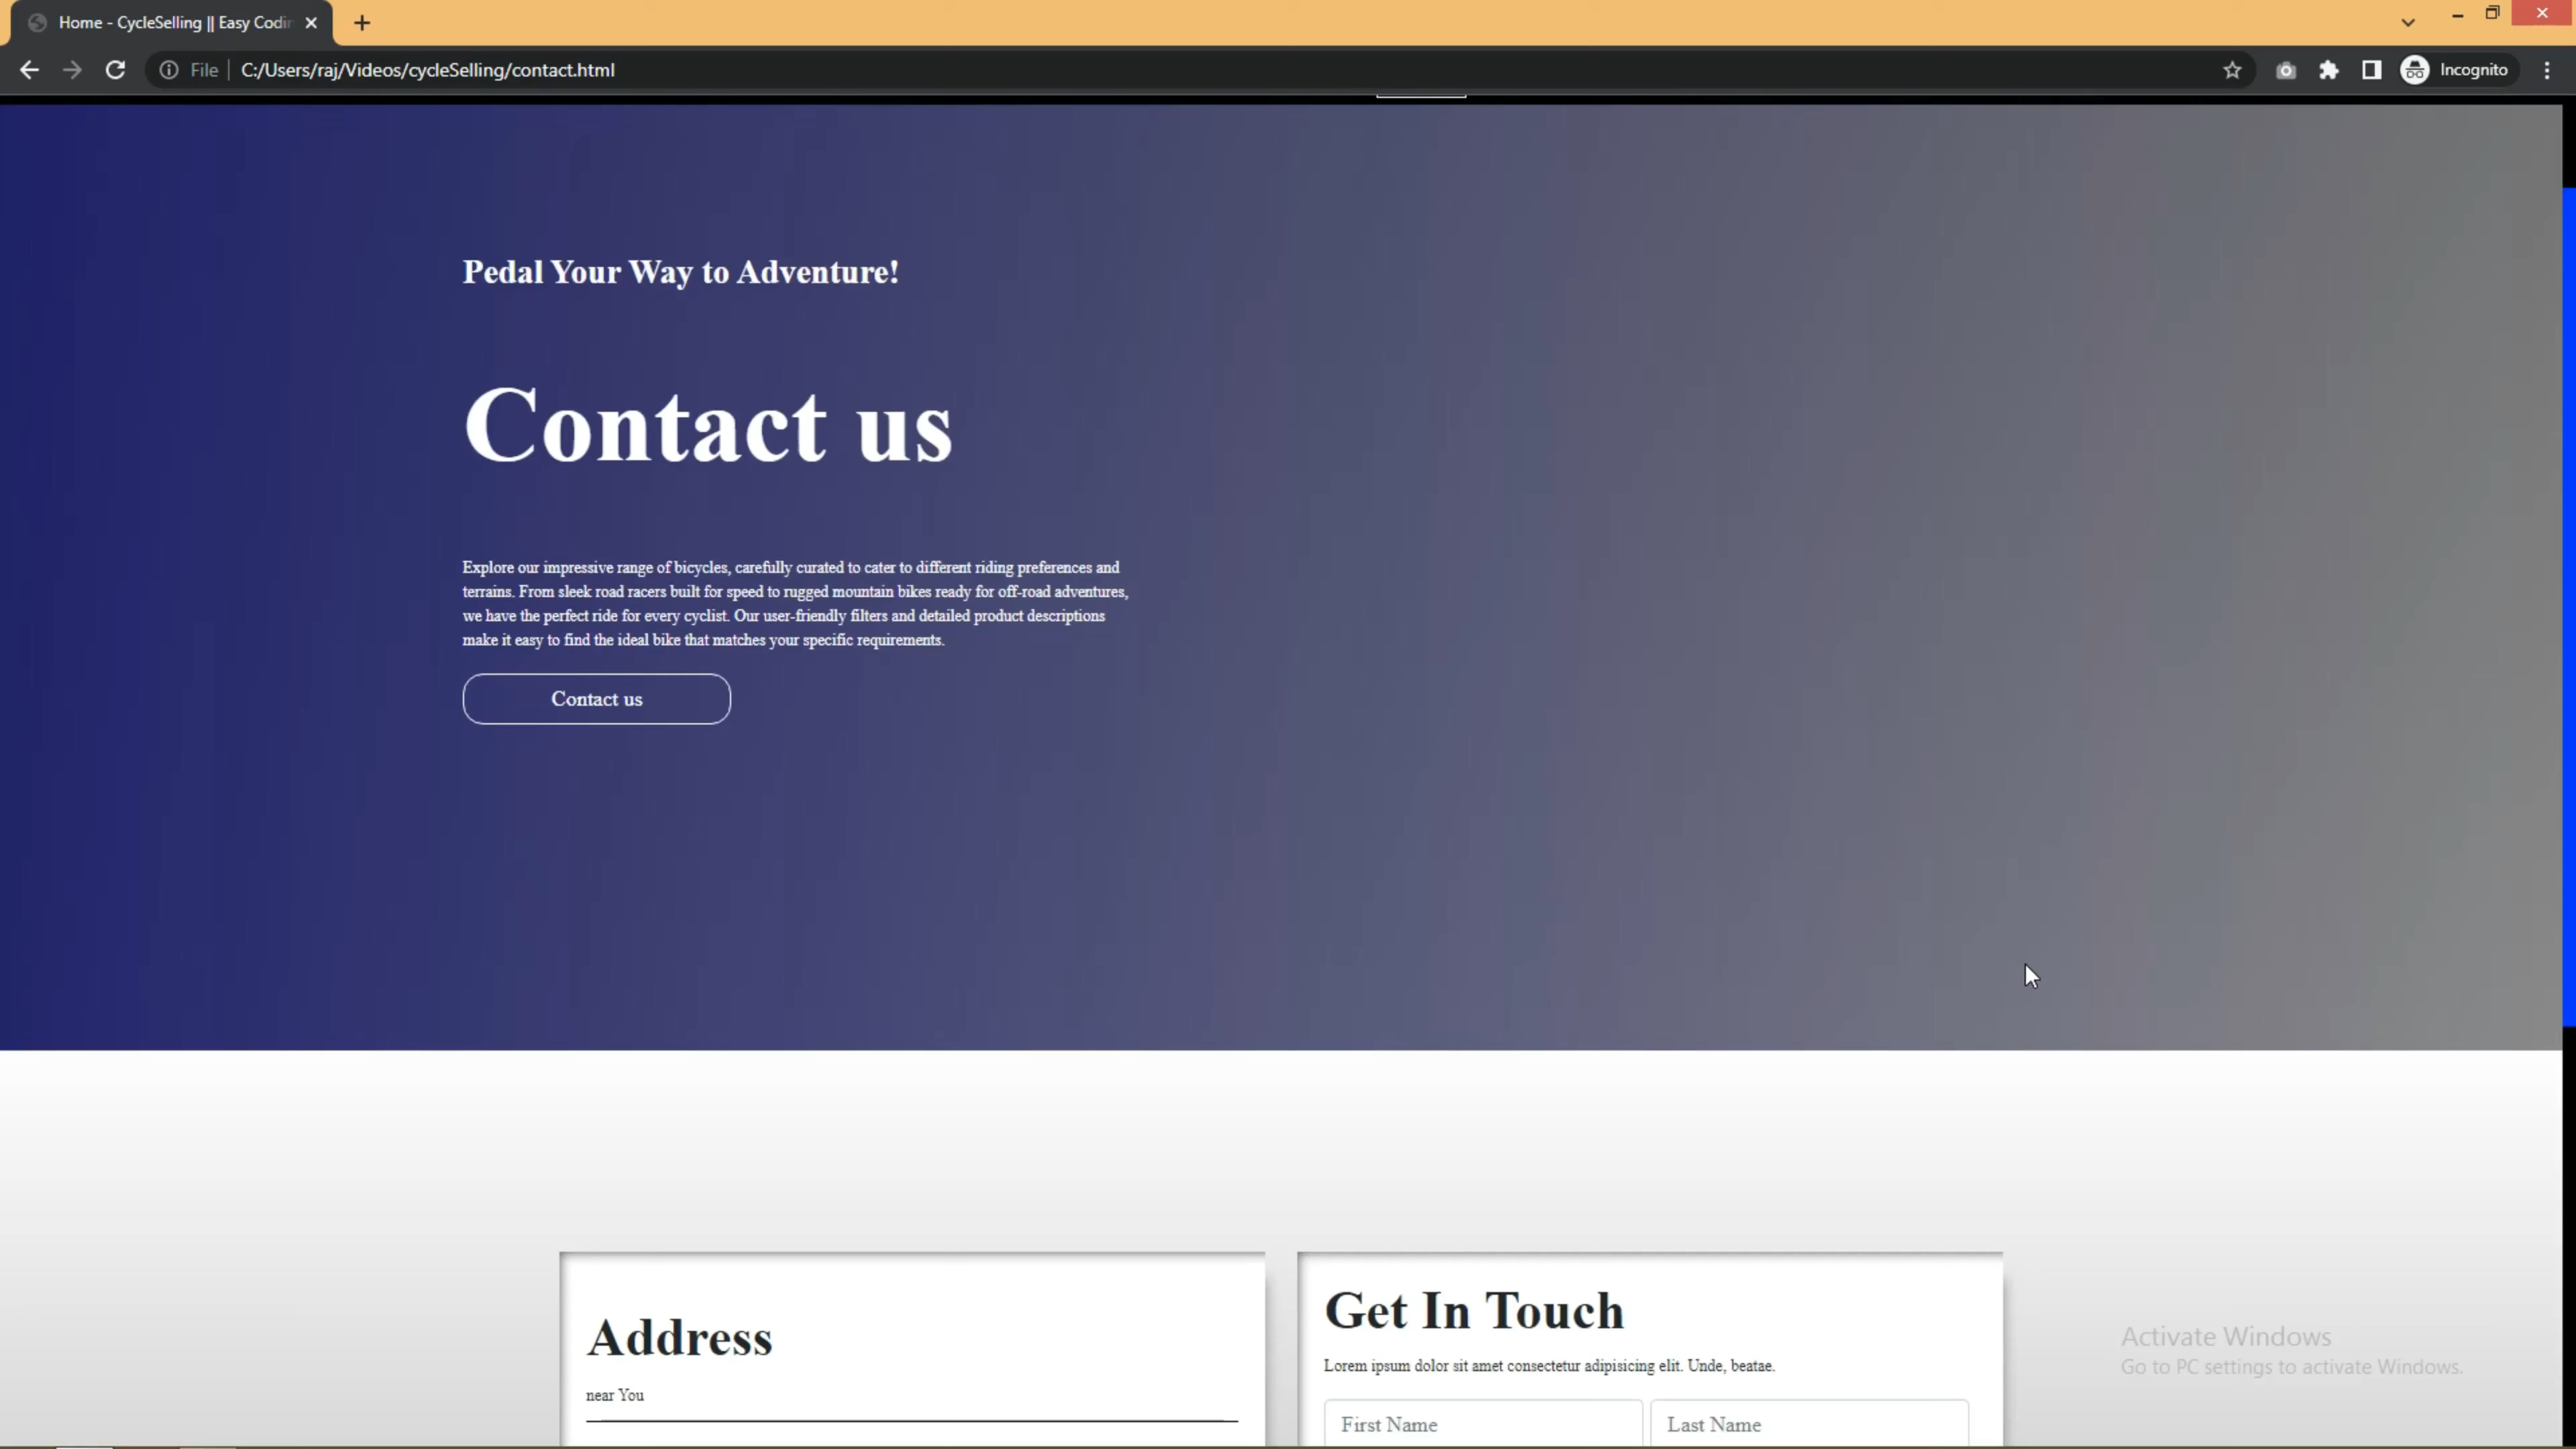 Home - CycleSelling || Easy Codin
File
C:/Users/raj/Videos/cycleSelling/contact.html
Incognito
Pedal Your Way to Adventure!
Contact us
Explore our impressive range of bicycles, carefully curated to cater to different riding preferences and
terrains. From sleek road racers built for speed to rugged mountain bikes ready for off-road adventures,
we have the perfect ride for every cyclist. Our user-friendly filters and detailed product descriptions
make it easy to find the ideal bike that matches your specific requirements.
Contact us
Address
near You
Get In Touch
Lorem ipsum dolor sit amet consectetur adipisicing elit. Unde, beatae.
First Name
Last Name
Activate Windows
Go to PC settings to activate Windows.